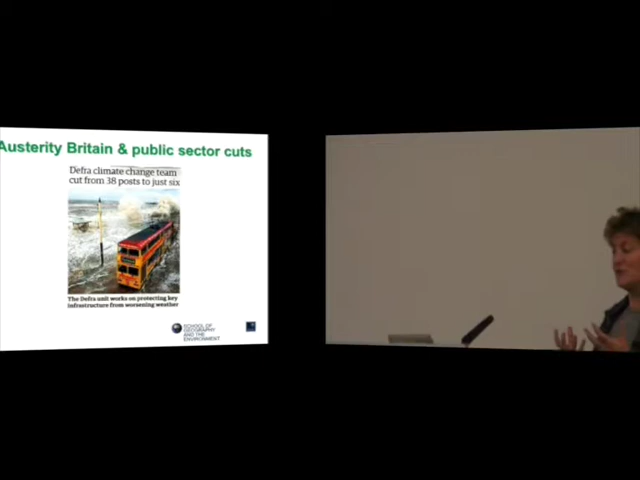 Austerity Britain & public sector cuts
Defra climate change team
cut from 38 posts to just six
The Defra unit works on protecting key
infrastructure from worsening weather
SCHOOL OF
GEOGRAPHY
AND THE
ENVIRONMENT